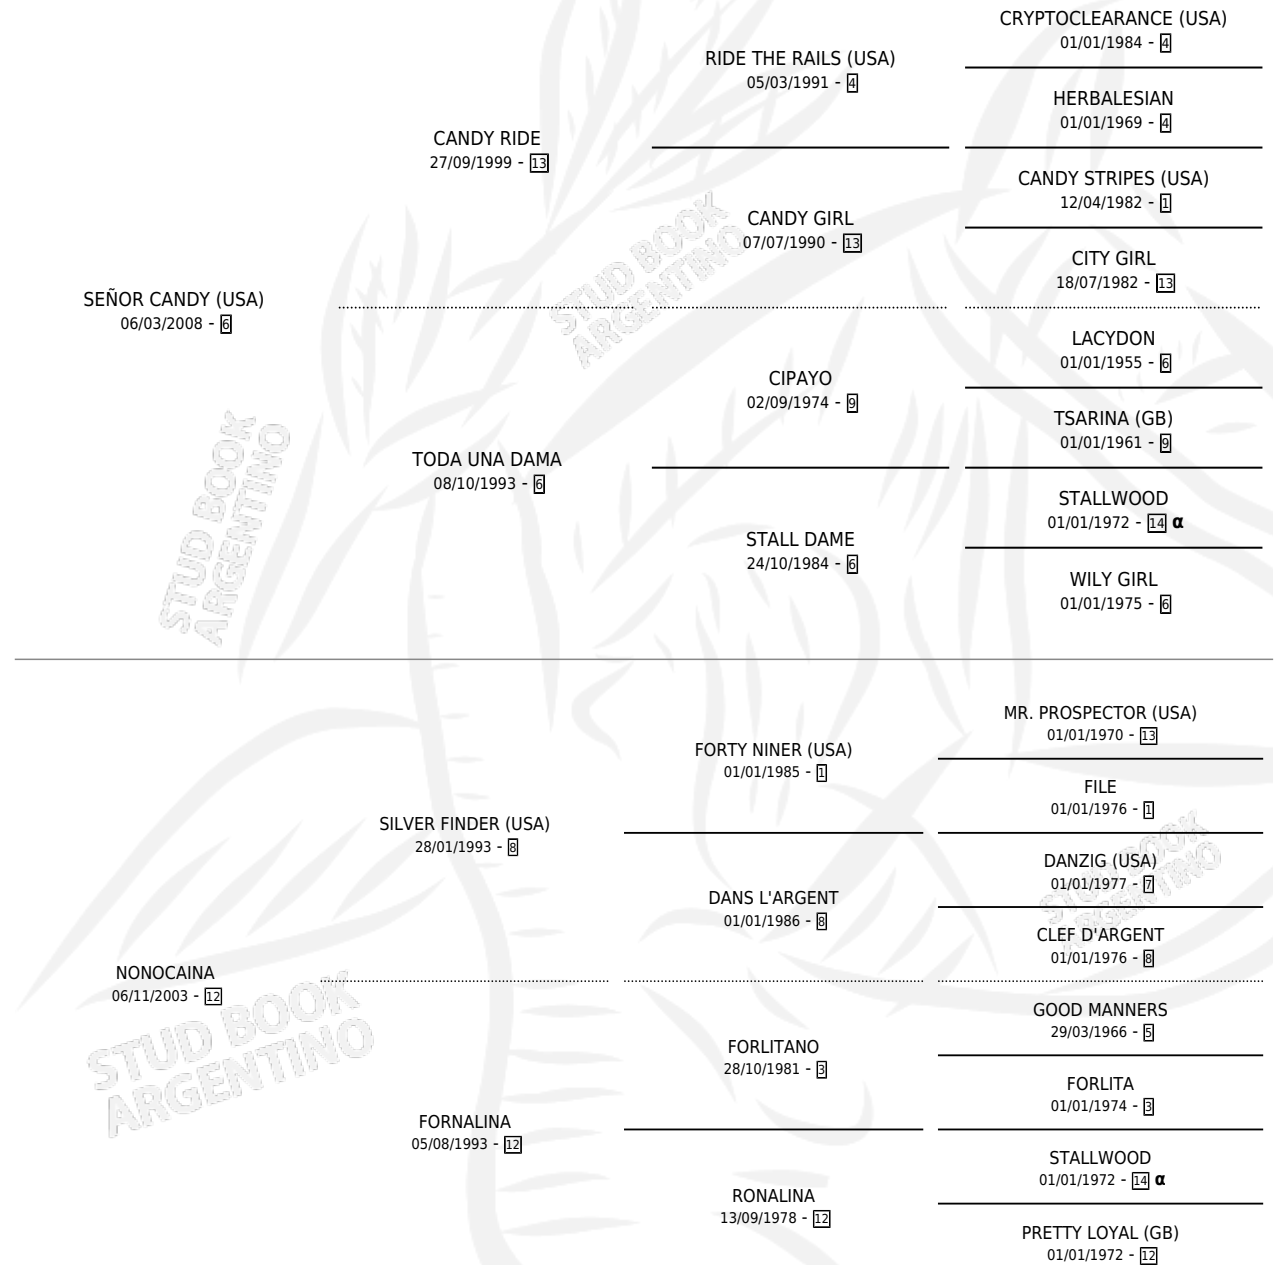 CRYPTOCLEARANCE (USA)
01/01/1984 - 4
RIDE THE RAILS (USA)
05/03/1991 - 4
HERBALESIAN
01/01/1969 - 4
CANDY RIDE
27/09/1999 - 13
CANDY STRIPES (USA)
12/04/1982 - 1
CANDY GIRL
07/07/1990 - 13
CITY GIRL
18/07/1982 - 13
SEÑOR CANDY (USA)
06/03/2008 - 6
LACYDON
01/01/1955 - 6
CIPAYO
02/09/1974 - 9
TSARINA (GB)
01/01/1961 - 9
TODA UNA DAMA
08/10/1993 - 6
STALLWOOD
01/01/1972 - 14 α
STALL DAME
24/10/1984 - 6
WILY GIRL
01/01/1975 - 6
MR. PROSPECTOR (USA)
01/01/1970 - 13
FORTY NINER (USA)
01/01/1985 - 1
FILE
01/01/1976 - 1
SILVER FINDER (USA)
28/01/1993 - 8
DANZIG (USA)
01/01/1977 - 7
DANS L'ARGENT
01/01/1986 - 8
CLEF D'ARGENT
01/01/1976 - 8
NONOCAINA
06/11/2003 - 12
GOOD MANNERS
29/03/1966 - 5
FORLITANO
28/10/1981 - 3
FORLITA
01/01/1974 - 3
FORNALINA
05/08/1993 - 12
STALLWOOD
01/01/1972 - 14 α
RONALINA
13/09/1978 - 12
PRETTY LOYAL (GB)
01/01/1972 - 12
STUD BOOK
ARGENTINO
STUD BOOK
ARGENTINO
STUD BOOK
ARGENTINO
STUD BOOK
ARGENTINO